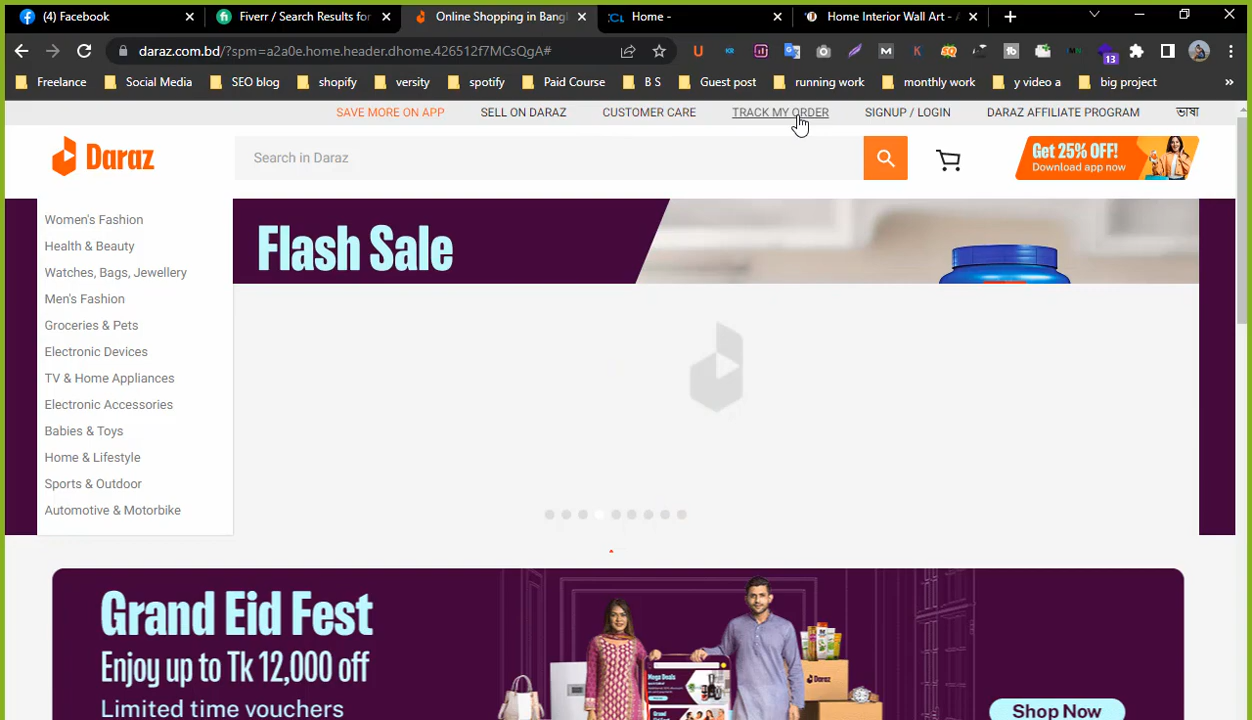 (4) Facebook
Fiverr / Search Results for
Online Shopping in Bangl
Home -
Home Interior Wall Art - A
daraz.com.bd/?spm=a2a0e.home.header.dhome.426512f7MCsQgA#
13
Freelance
Social Media
SEO blog
shopify
versity
spotify
Paid Course
B S
Guest post
running work
monthly work
y video a
big project
»
SAVE MORE ON APP
SELL ON DARAZ
CUSTOMER CARE
TRACK MY ORDER
SIGNUP / LOGIN
DARAZ AFFILIATE PROGRAM
ভাষা
Daraz
Search in Daraz
Get 25% OFF!
Download app now
Women's Fashion
Health & Beauty
Watches, Bags, Jewellery
Men's Fashion
Groceries & Pets
Electronic Devices
TV & Home Appliances
Electronic Accessories
Babies & Toys
Home & Lifestyle
Sports & Outdoor
Automotive & Motorbike
Flash Sale
Grand Eid Fest
Enjoy up to Tk 12,000 off
Limited time vouchers
Mega Deals
Daraz
Shop Now